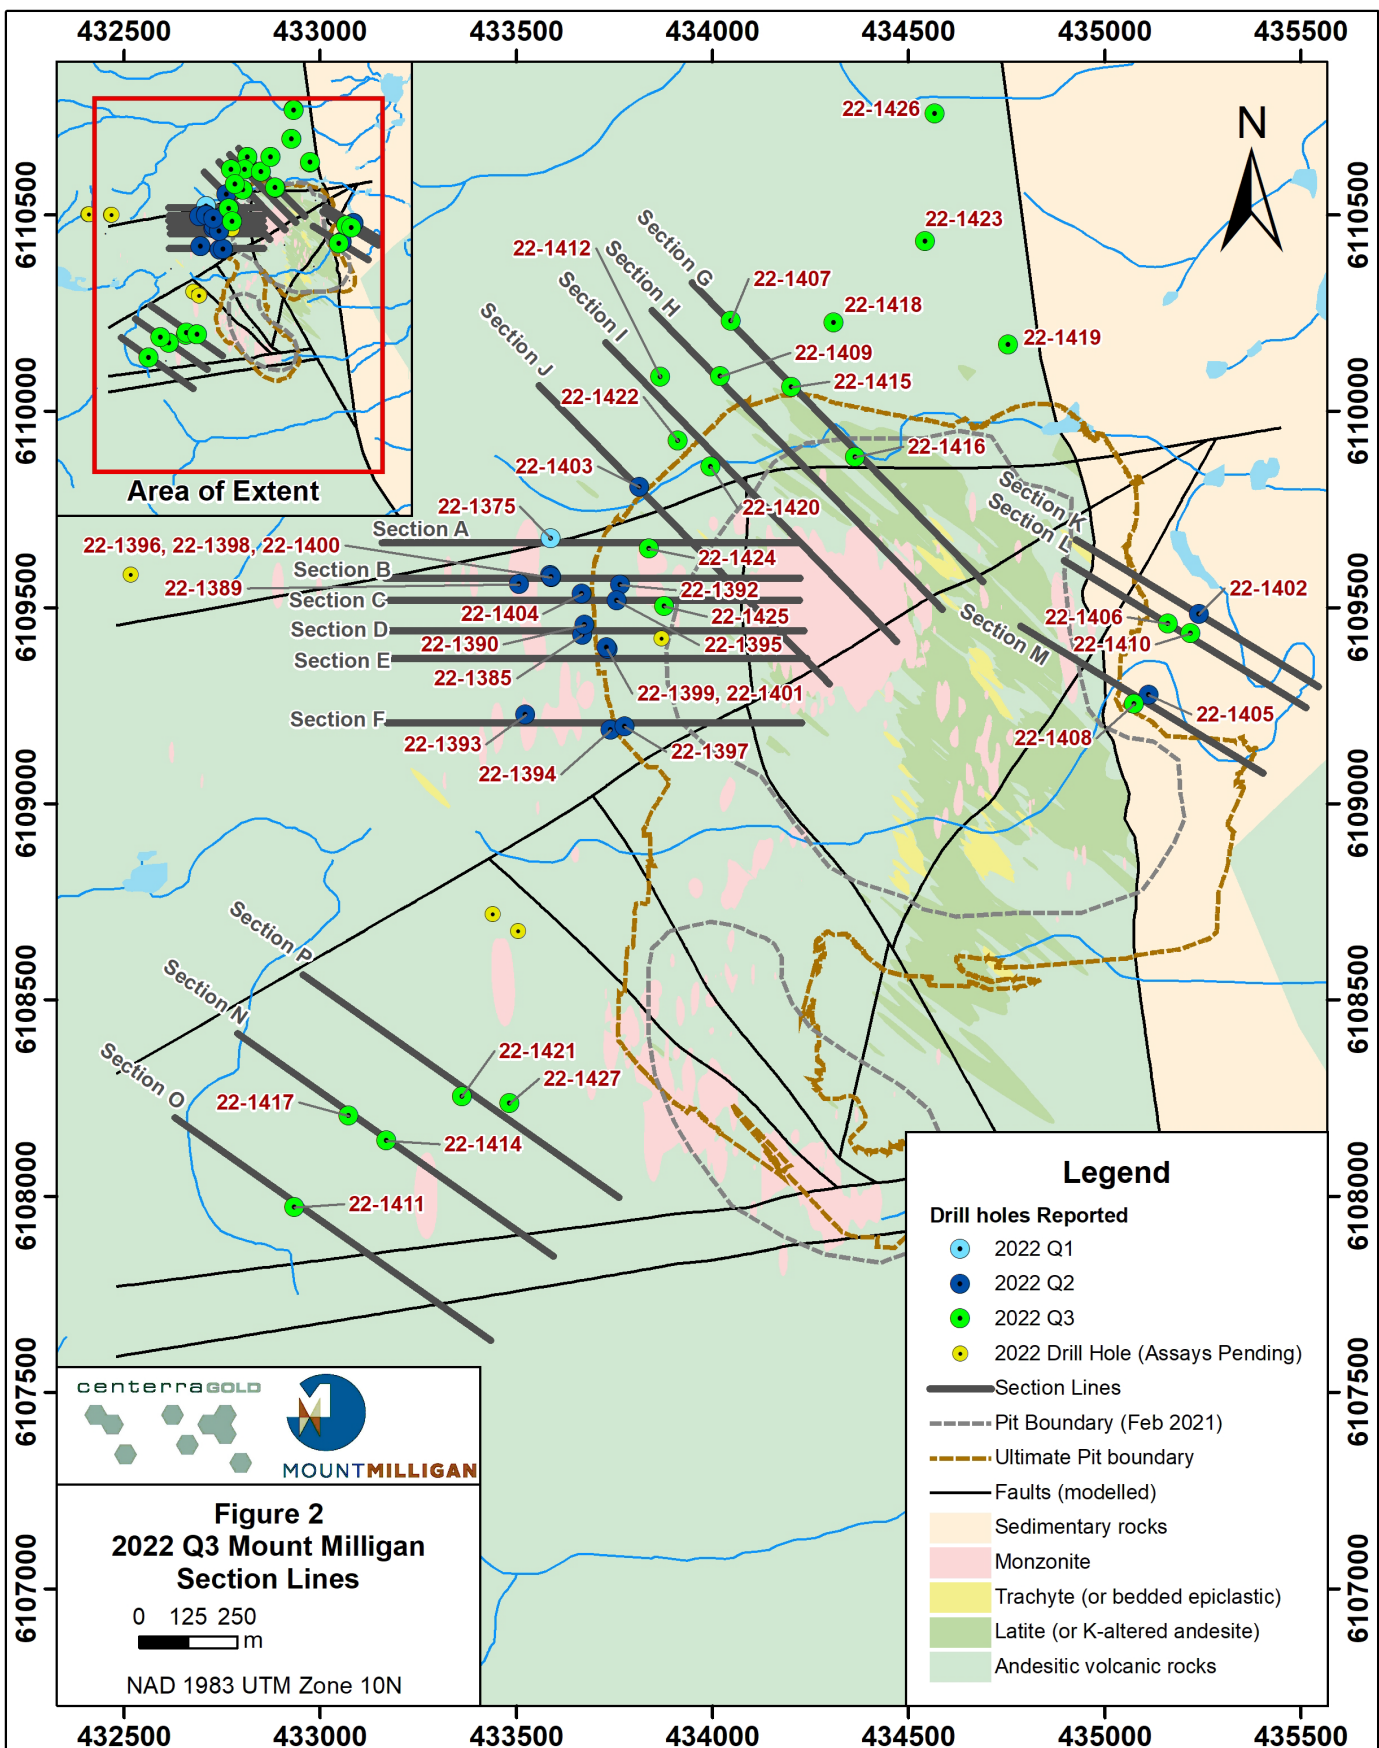 432500 433000 433500 434000 434500 435000 435500
6110500
6110000
6109500
6109000
6108500
6108000
6107500
6107000
Area of Extent
N
22-1426
22-1423
22-1412
22-1407
22-1418
22-1419
22-1409
22-1415
22-1422
22-1416
22-1403
22-1420
22-1375
22-1424
Section G
Section H
Section I
Section J
Section K
Section L
Section M
Section A
22-1396, 22-1398, 22-1400
Section B
22-1389
22-1392
Section C
22-1404
22-1425
Section D
22-1390
22-1395
Section E
22-1385
22-1399, 22-1401
Section F
22-1393
22-1397
22-1394
22-1402
22-1406
22-1410
22-1405
22-1408
Section P
Section N
Section O
22-1421
22-1427
22-1417
22-1414
22-1411
Legend
Drill holes Reported
2022 Q1
2022 Q2
2022 Q3
2022 Drill Hole (Assays Pending)
Section Lines
Pit Boundary (Feb 2021)
Ultimate Pit boundary
Faults (modelled)
Sedimentary rocks
Monzonite
Trachyte (or bedded epiclastic)
Latite (or K-altered andesite)
Andesitic volcanic rocks
centerraGOLD
MOUNTMILLIGAN
Figure 2
2022 Q3 Mount Milligan
Section Lines
0 125 250
m
NAD 1983 UTM Zone 10N
6110500
6110000
6109500
6109000
6108500
6108000
6107500
6107000
432500 433000 433500 434000 434500 435000 435500